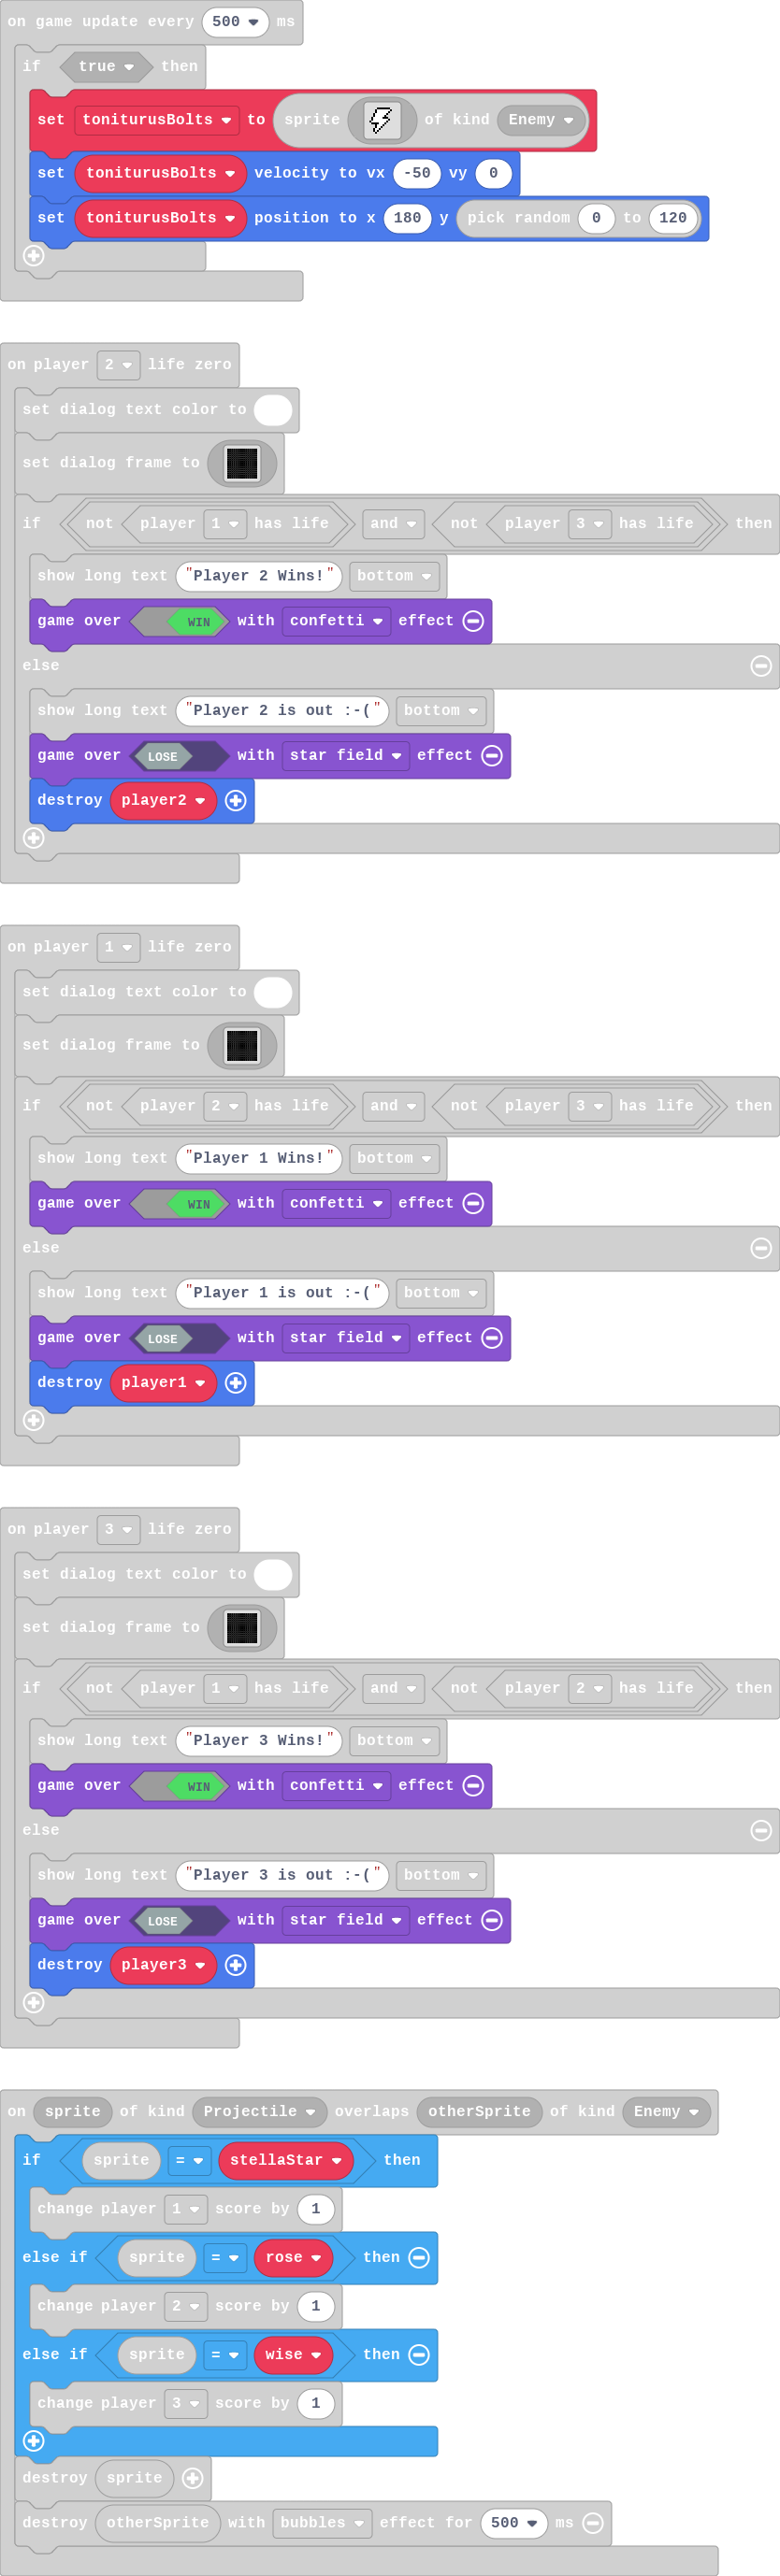 on game update every 500 ms
if true then
set toniturusBolts to sprite of kind Enemy
set toniturusBolts velocity to vx -50 vy 0
set toniturusBolts position to x 180 y pick random 0 to 120
on player 2 life zero
set dialog text color to
set dialog frame to
if not player 1 has life and not player 3 has life then
show long text "Player 2 Wins!" bottom
game over WIN with confetti effect
else
show long text "Player 2 is out :-(" bottom
game over LOSE with star field effect
destroy player2
on player 1 life zero
set dialog text color to
set dialog frame to
if not player 2 has life and not player 3 has life then
show long text "Player 1 Wins!" bottom
game over WIN with confetti effect
else
show long text "Player 1 is out :-(" bottom
game over LOSE with star field effect
destroy player1
on player 3 life zero
set dialog text color to
set dialog frame to
if not player 1 has life and not player 2 has life then
show long text "Player 3 Wins!" bottom
game over WIN with confetti effect
else
show long text "Player 3 is out :-(" bottom
game over LOSE with star field effect
destroy player3
on sprite of kind Projectile overlaps otherSprite of kind Enemy
if sprite = stellaStar then
change player 1 score by 1
else if sprite = rose then
change player 2 score by 1
else if sprite = wise then
change player 3 score by 1
destroy sprite
destroy otherSprite with bubbles effect for 500 ms